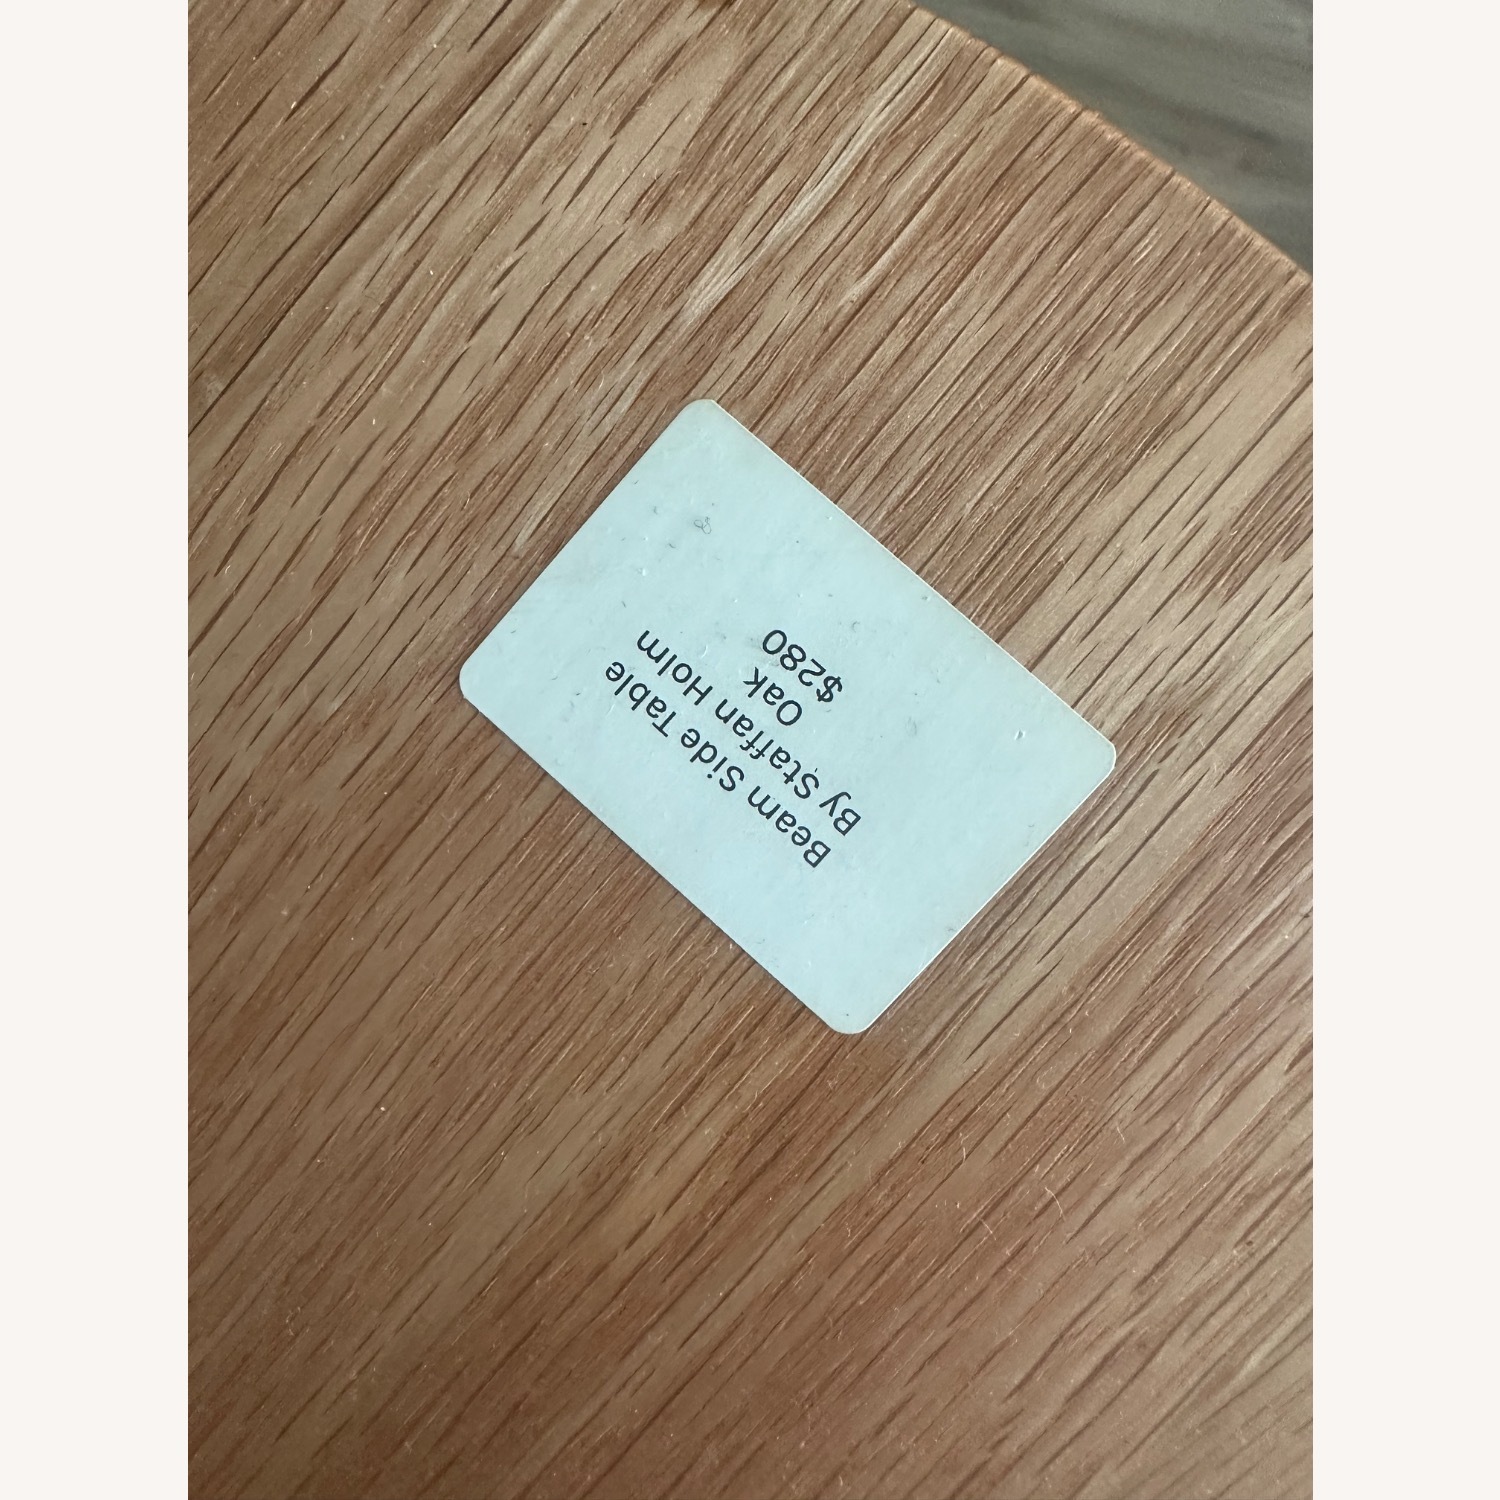 Beam Side Table
By Staffan Holm
Oak
$280